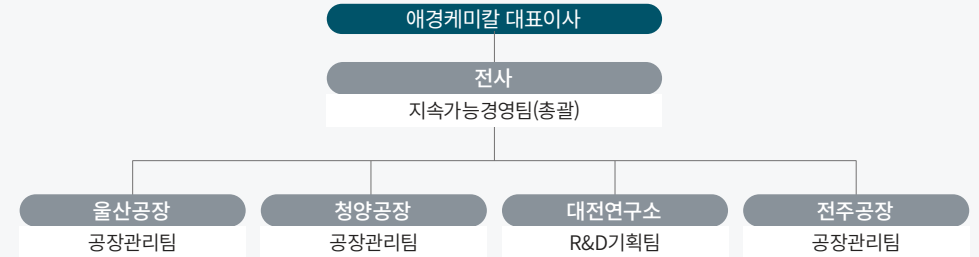 애경케미칼 대표이사
전사
지속가능경영팀(총괄)
울산공장
공장관리팀
청양공장
공장관리팀
대전연구소
R&D기획팀
전주공장
공장관리팀